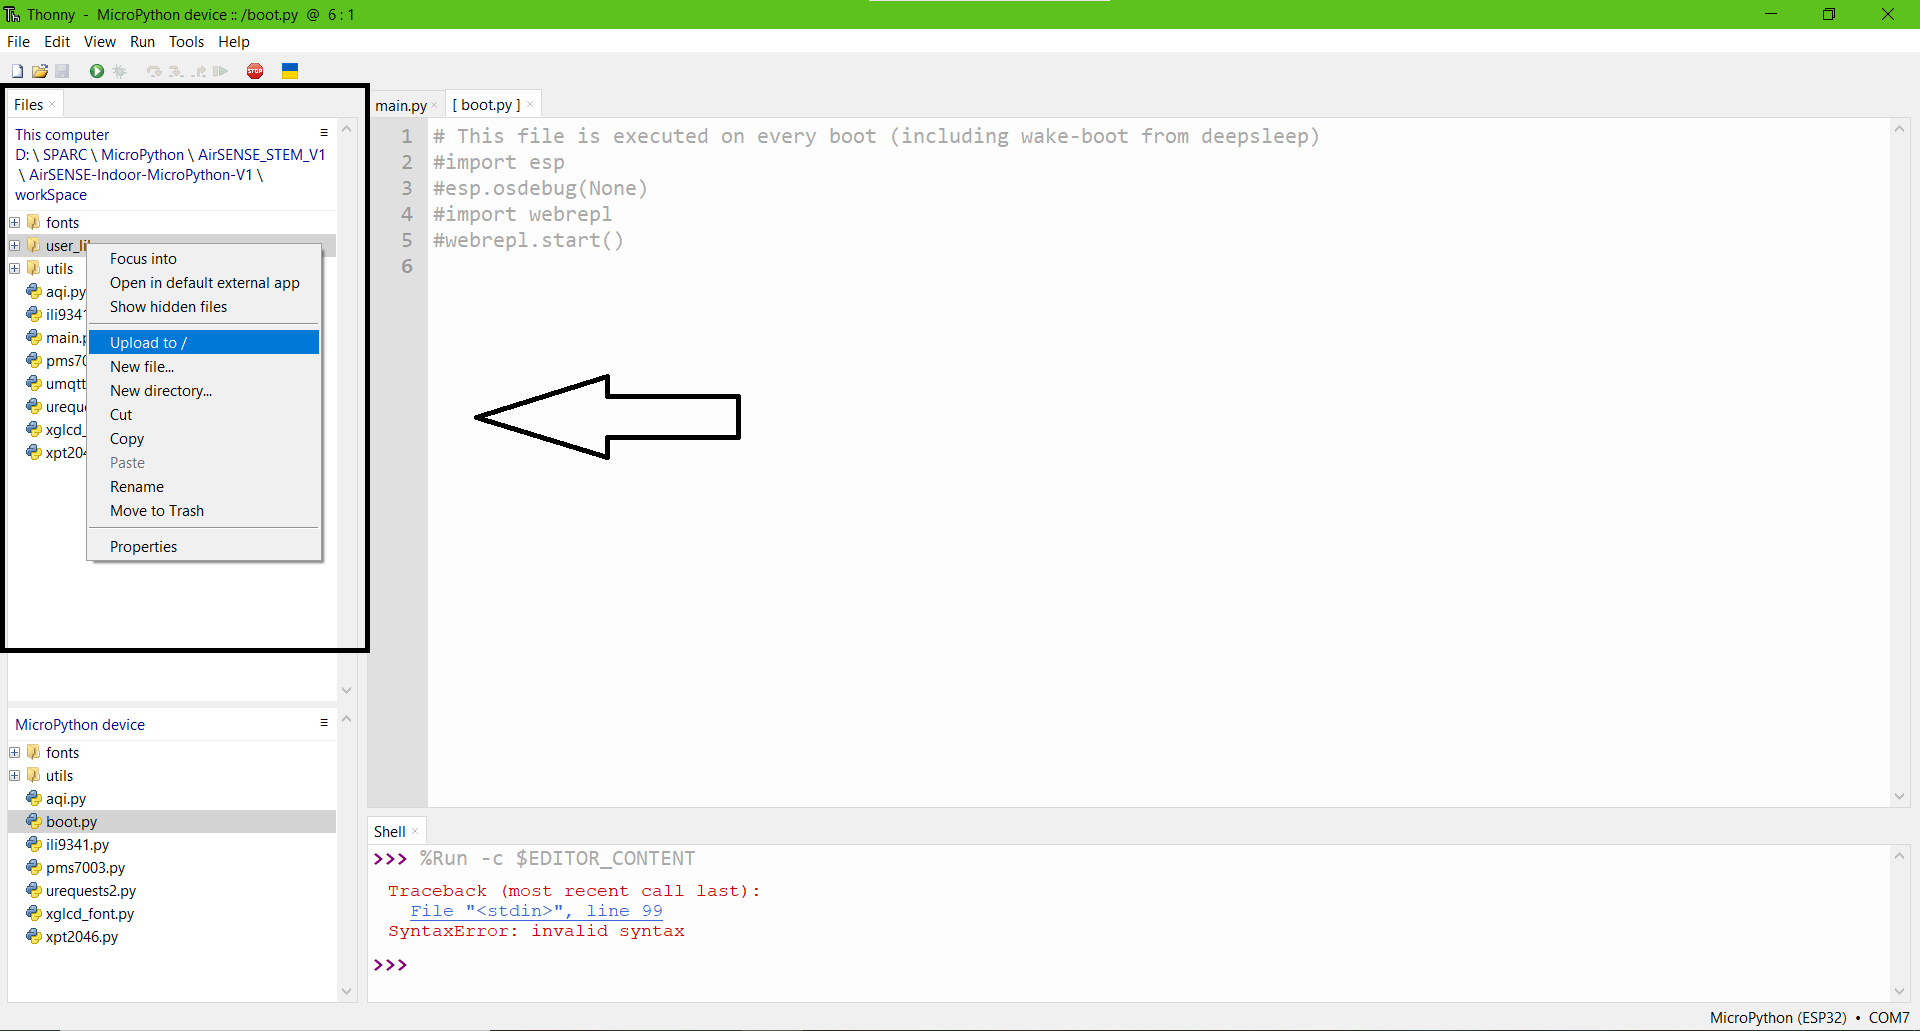 Thonny - MicroPython device :: /boot.py @ 6 : 1
File Edit View Run Tools Help
STOP
Files
main.py
[ boot.py ]
This computer
D: \ SPARC \ MicroPython \ AirSENSE_STEM_V1
\ AirSENSE-Indoor-MicroPython-V1 \
workSpace
fonts
user_li
utils
aqi.py
ili934
main.p
pms70
umqtt
reque
xglcd_
xpt204
Focus into
Open in default external app
Show hidden files
Upload to /
New file...
New directory...
Cut
Copy
Paste
Rename
Move to Trash
Properties
1 # This file is executed on every boot (including wake-boot from deepsleep)
2 #import esp
3 #esp.osdebug(None)
4 #import webrepl
5 #webrepl.start()
6
MicroPython device
fonts
utils
aqi.py
boot.py
ili9341.py
pms7003.py
urequests2.py
xglcd_font.py
xpt2046.py
Shell
>>> %Run -c $EDITOR_CONTENT
Traceback (most recent call last):
File "<stdin>", line 99
SyntaxError: invalid syntax
>>>
MicroPython (ESP32) • COM7